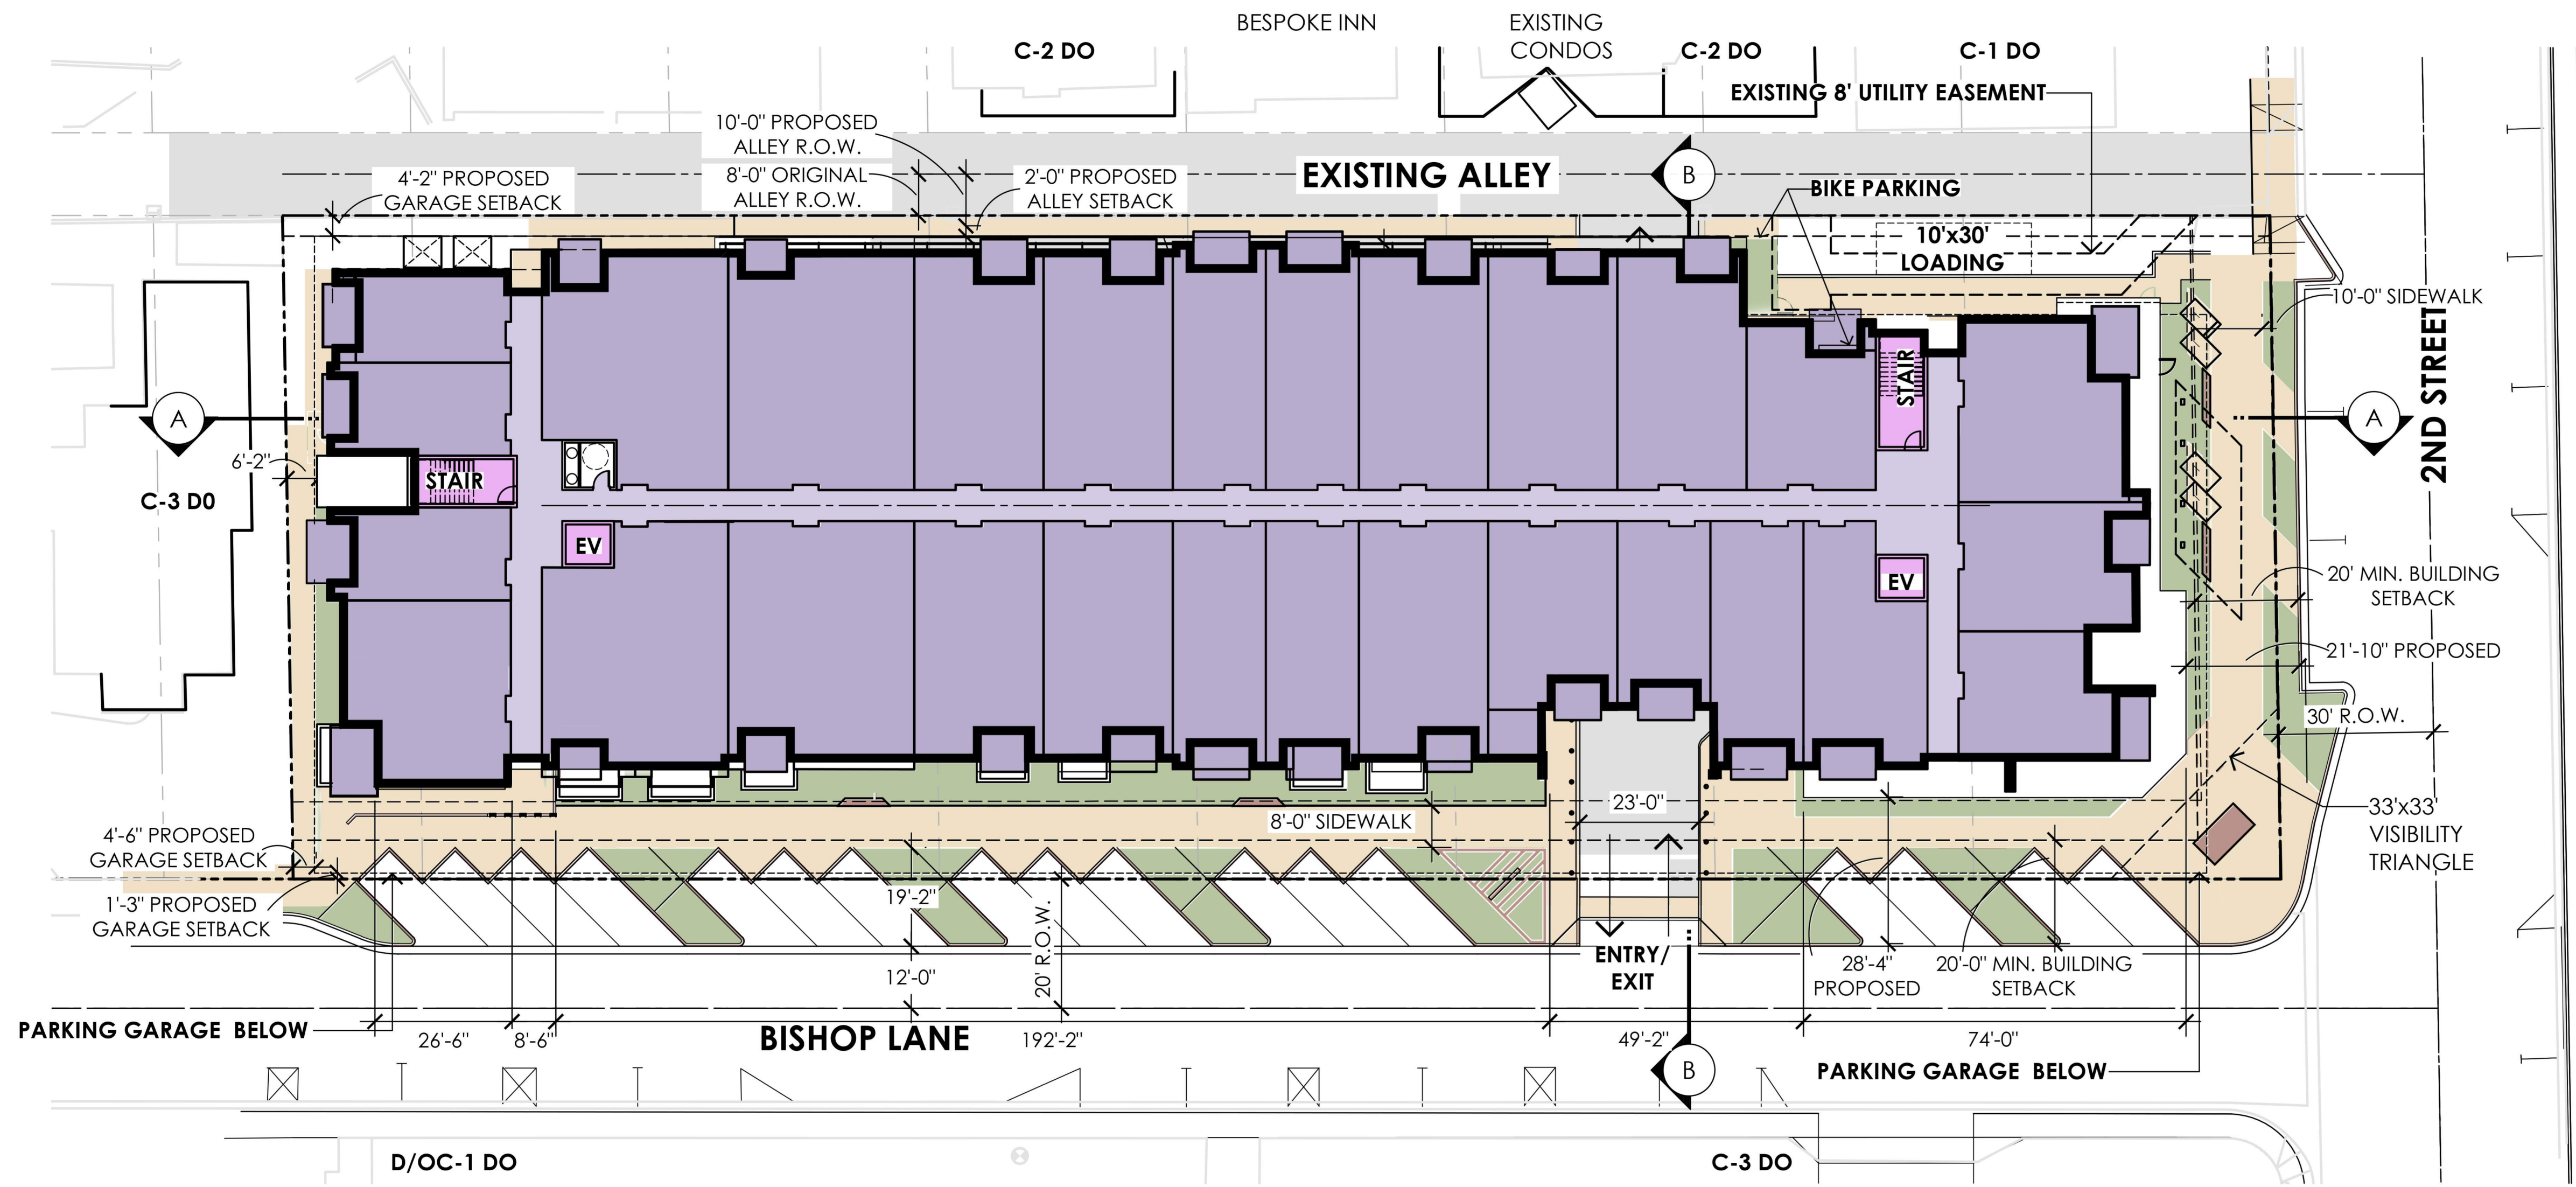 BESPOKE INN
EXISTING
CONDOS
C-2 DO
C-2 DO
C-1 DO
EXISTING 8' UTILITY EASEMENT
10'-0" PROPOSED
ALLEY R.O.W.
8'-0" ORIGINAL
ALLEY R.O.W.
4'-2" PROPOSED
GARAGE SETBACK
2'-0" PROPOSED
ALLEY SETBACK
EXISTING ALLEY
B
BIKE PARKING
10'x30'
LOADING
10'-0" SIDEWALK
2ND STREET
A
A
6'-2"
C-3 D0
STAIR
STAIR
EV
EV
20' MIN. BUILDING
SETBACK
21'-10" PROPOSED
30' R.O.W.
33'x33'
VISIBILITY
TRIANGLE
23'-0"
8'-0" SIDEWALK
4'-6" PROPOSED
GARAGE SETBACK
1'-3" PROPOSED
GARAGE SETBACK
19'-2"
12'-0"
20' R.O.W.
ENTRY/
EXIT
28'-4"
PROPOSED
20'-0" MIN. BUILDING
SETBACK
PARKING GARAGE BELOW
26'-6"
8'-6"
BISHOP LANE
192'-2"
49'-2"
74'-0"
B
PARKING GARAGE BELOW
D/OC-1 DO
C-3 DO